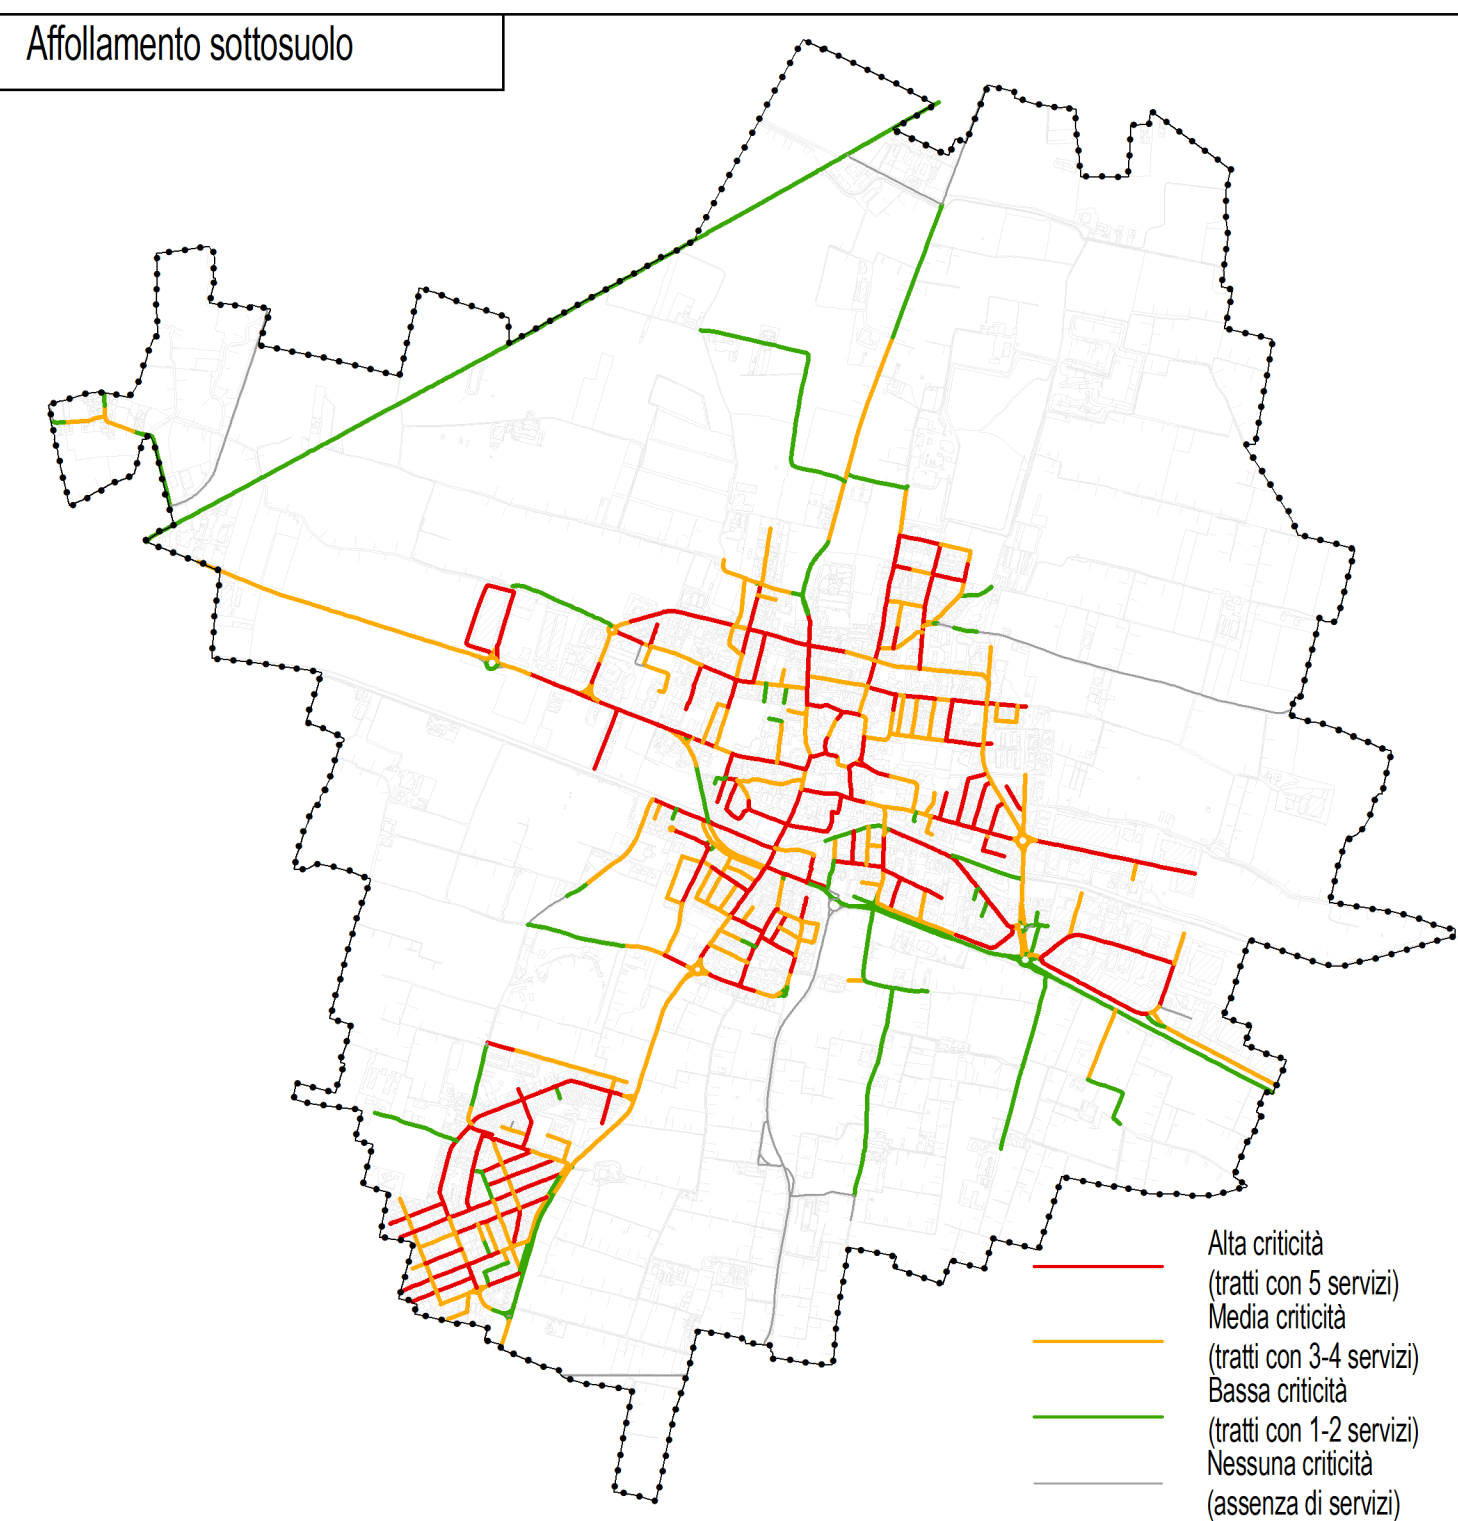 Affollamento sottosuolo
Alta criticità
(tratti con 5 servizi)
Media criticità
(tratti con 3-4 servizi)
Bassa criticità
(tratti con 1-2 servizi)
Nessuna criticità
(assenza di servizi)